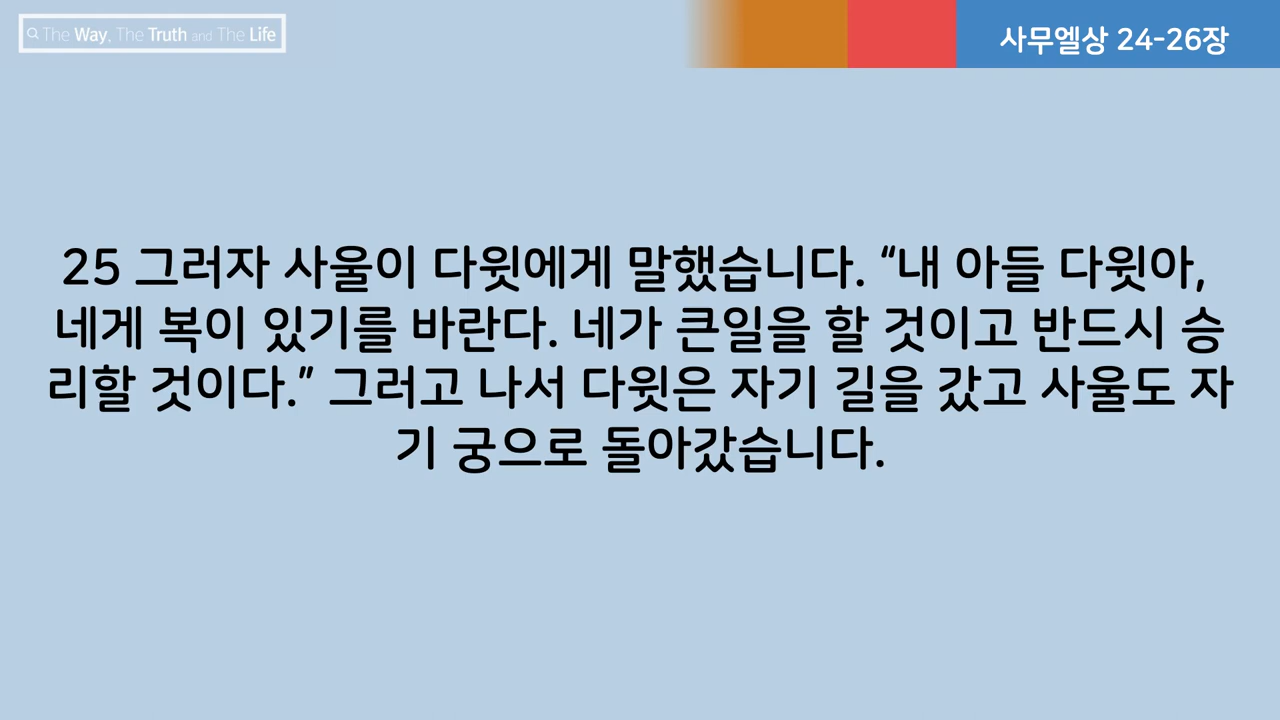 The Way, The Truth and The Life
사무엘상 24-26장
25 그러자 사울이 다윗에게 말했습니다. “내 아들 다윗아,
네게 복이 있기를 바란다. 네가 큰일을 할 것이고 반드시 승
리할 것이다.” 그러고 나서 다윗은 자기 길을 갔고 사울도 자
기 궁으로 돌아갔습니다.